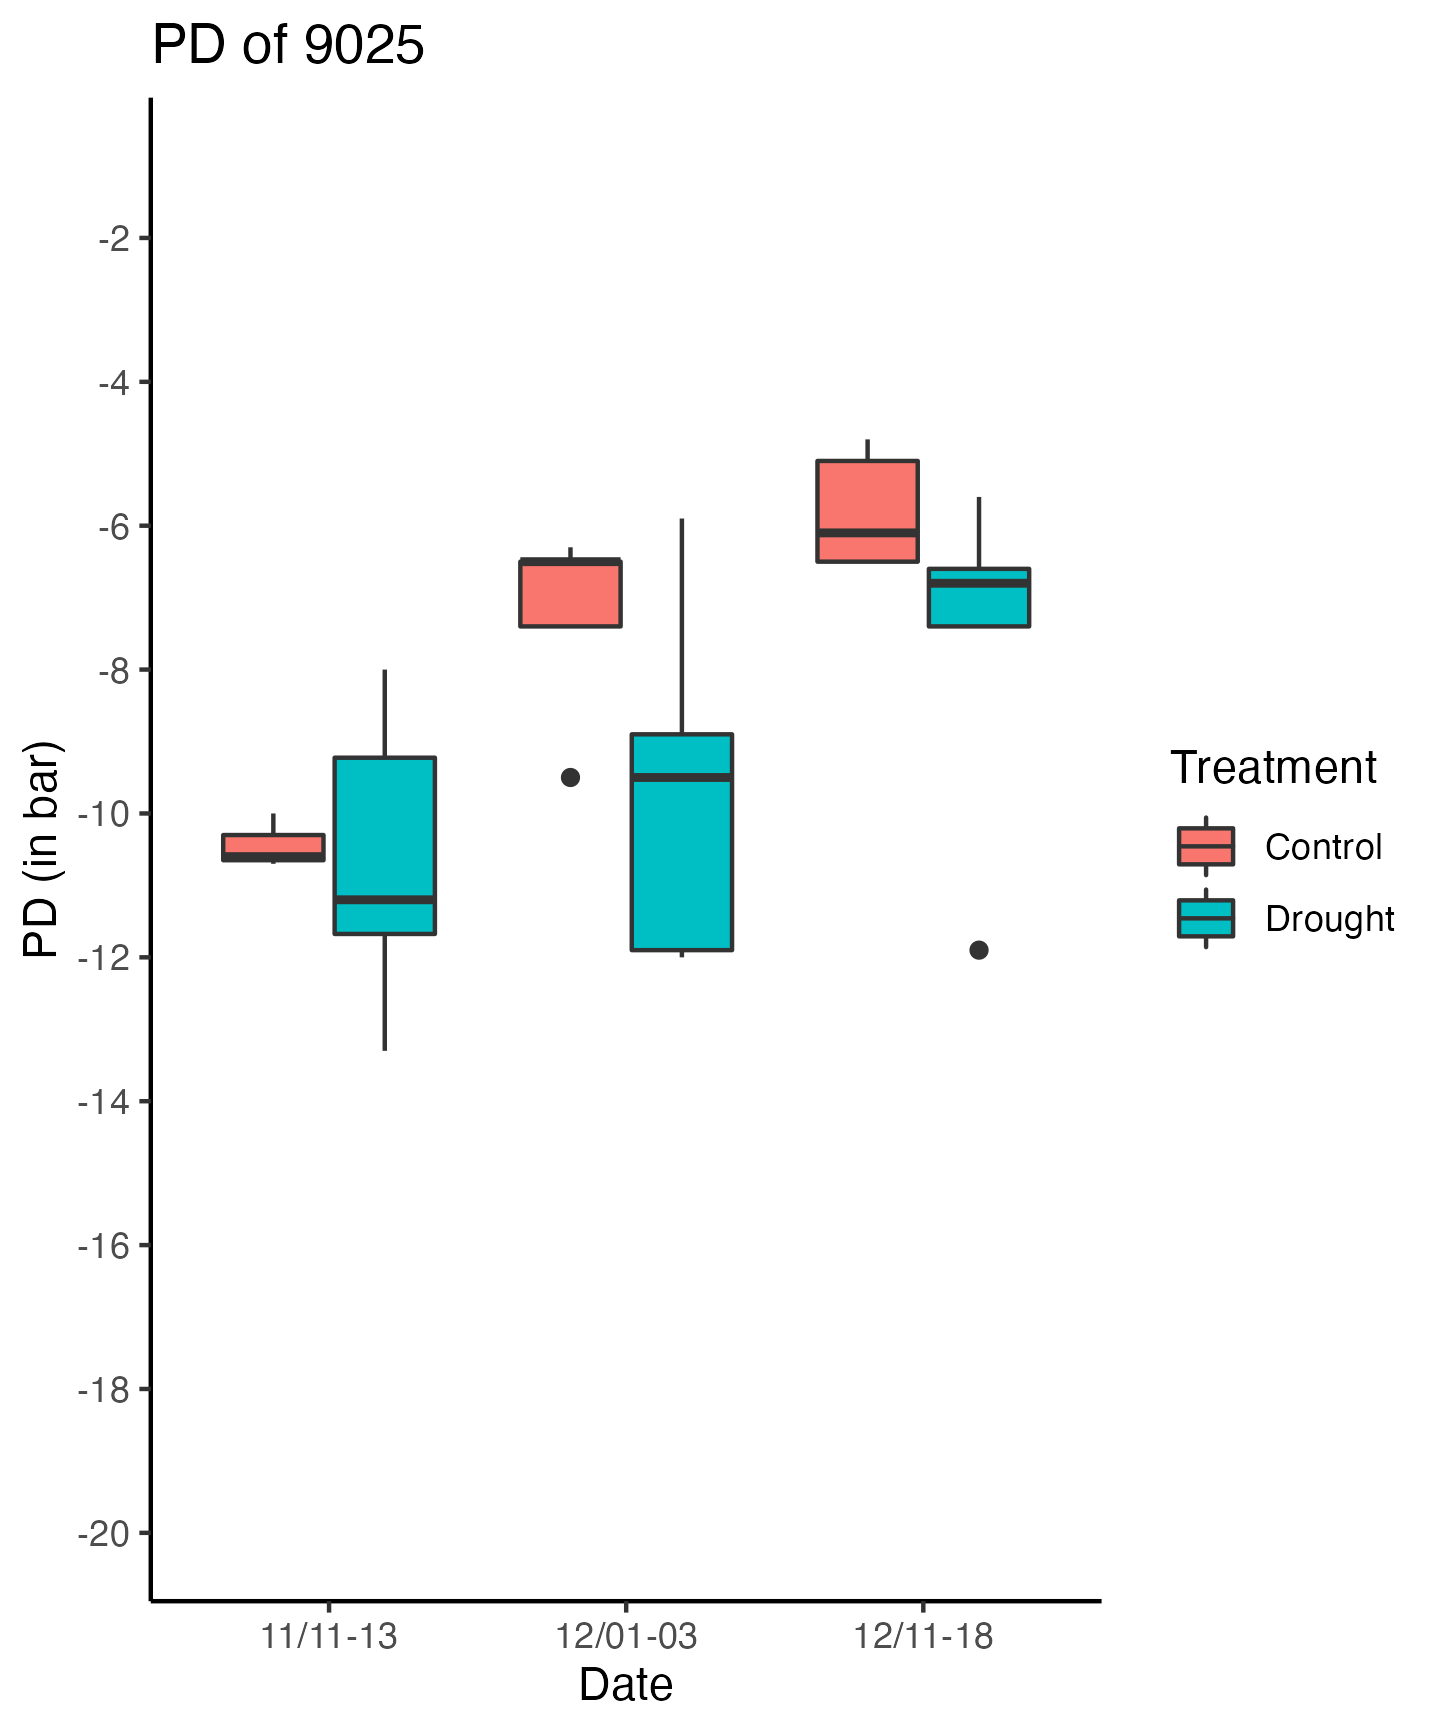 PD of 9025
-2
-4
-6
-8
-10
-12
-14
-16
-18
-20
PD (in bar)
11/11-13
12/01-03
12/11-18
Date
Treatment
Control
Drought